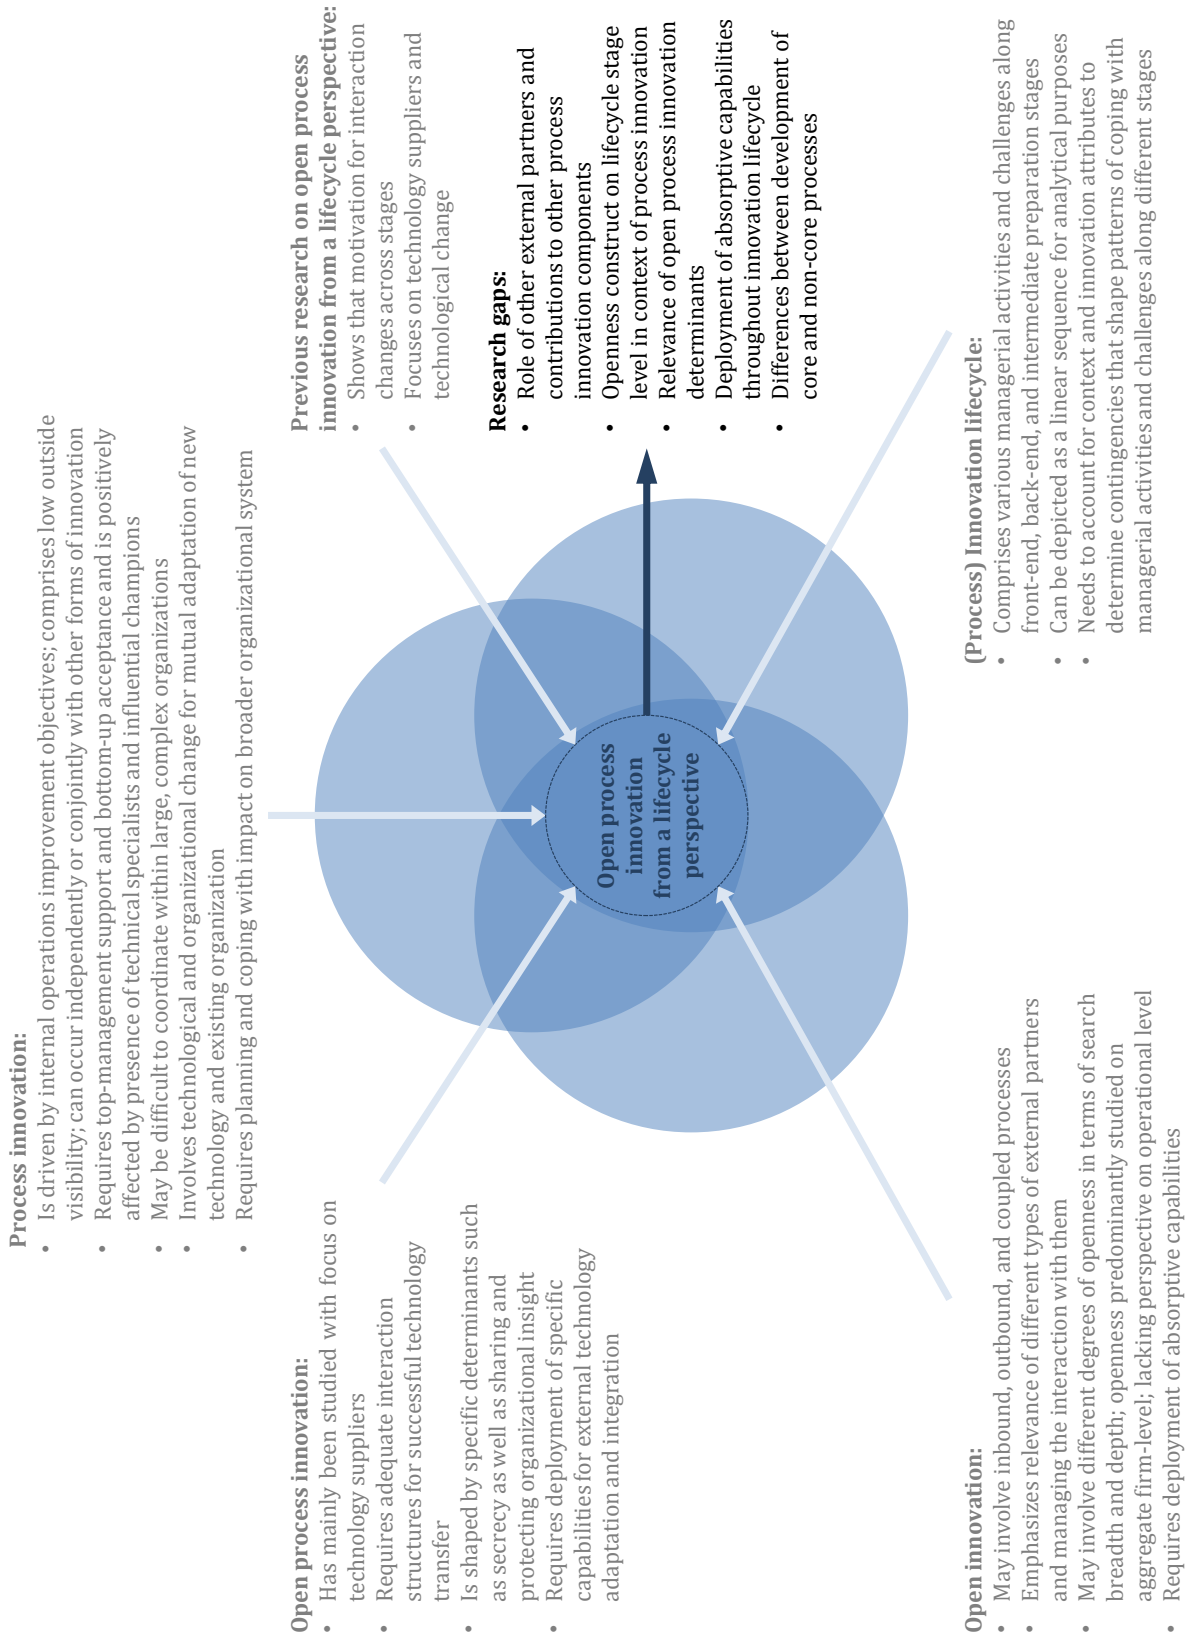 Process innovation:
• Is driven by internal operations improvement objectives; comprises low outside
visibility; can occur independently or conjointly with other forms of innovation
• Requires top-management support and bottom-up acceptance and is positively
affected by presence of technical specialists and influential champions
• May be difficult to coordinate within large, complex organizations
• Involves technological and organizational change for mutual adaptation of new
technology and existing organization
• Requires planning and coping with impact on broader organizational system
Open process innovation:
• Has mainly been studied with focus on
technology suppliers
• Requires adequate interaction
structures for successful technology
transfer
• Is shaped by specific determinants such
as secrecy as well as sharing and
protecting organizational insight
• Requires deployment of specific
capabilities for external technology
adaptation and integration
Previous research on open process
innovation from a lifecycle perspective:
• Shows that motivation for interaction
changes across stages
• Focuses on technology suppliers and
technological change
Open process
innovation
from a lifecycle
perspective
Research gaps:
• Role of other external partners and
contributions to other process
innovation components
• Openness construct on lifecycle stage
level in context of process innovation
• Relevance of open process innovation
determinants
• Deployment of absorptive capabilities
throughout innovation lifecycle
• Differences between development of
core and non-core processes
Open innovation:
• May involve inbound, outbound, and coupled processes
• Emphasizes relevance of different types of external partners
and managing the interaction with them
• May involve different degrees of openness in terms of search
breadth and depth; openness predominantly studied on
aggregate firm-level; lacking perspective on operational level
• Requires deployment of absorptive capabilities
(Process) Innovation lifecycle:
• Comprises various managerial activities and challenges along
front-end, back-end, and intermediate preparation stages
• Can be depicted as a linear sequence for analytical purposes
• Needs to account for context and innovation attributes to
determine contingencies that shape patterns of coping with
managerial activities and challenges along different stages